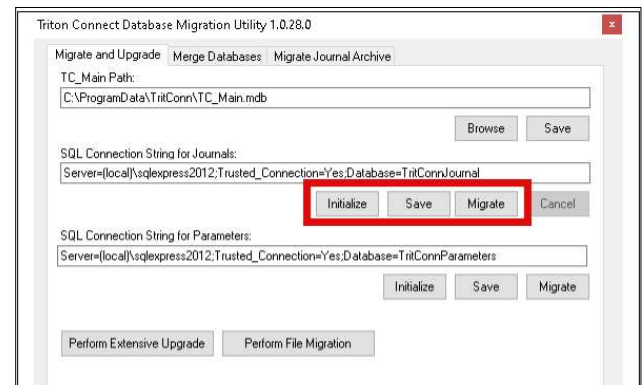 Triton Connect Database Migration Utility 1.0.28.0
x
Migrate and Upgrade Merge Databases Migrate Journal Archive
TC_Main Path:
C:\ProgramData\TritConn\TC_Main.mdb
Browse Save
SQL Connection String for Journals:
Server=(local)\sqlexpress2012;Trusted_Connection=Yes;Database=TritConnJournal
Initialize Save Migrate Cancel
SQL Connection String for Parameters:
Server=(local)\sqlexpress2012;Trusted_Connection=Yes;Database=TritConnParameters
Initialize Save Migrate
Perform Extensive Upgrade Perform File Migration